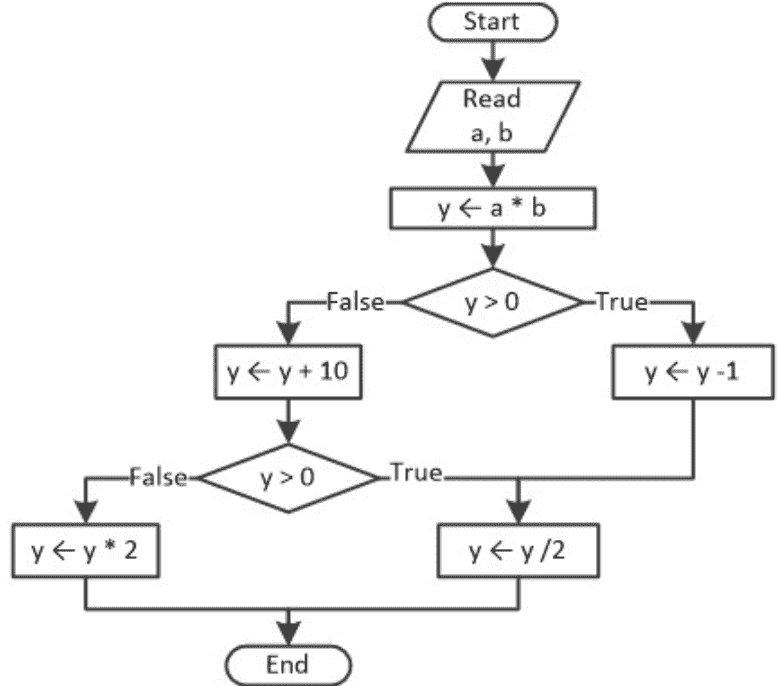 Start
Read
a, b
y ← a * b
y > 0
False
True
y ← y + 10
y ← y -1
y > 0
False
True
y ← y * 2
y ← y /2
End